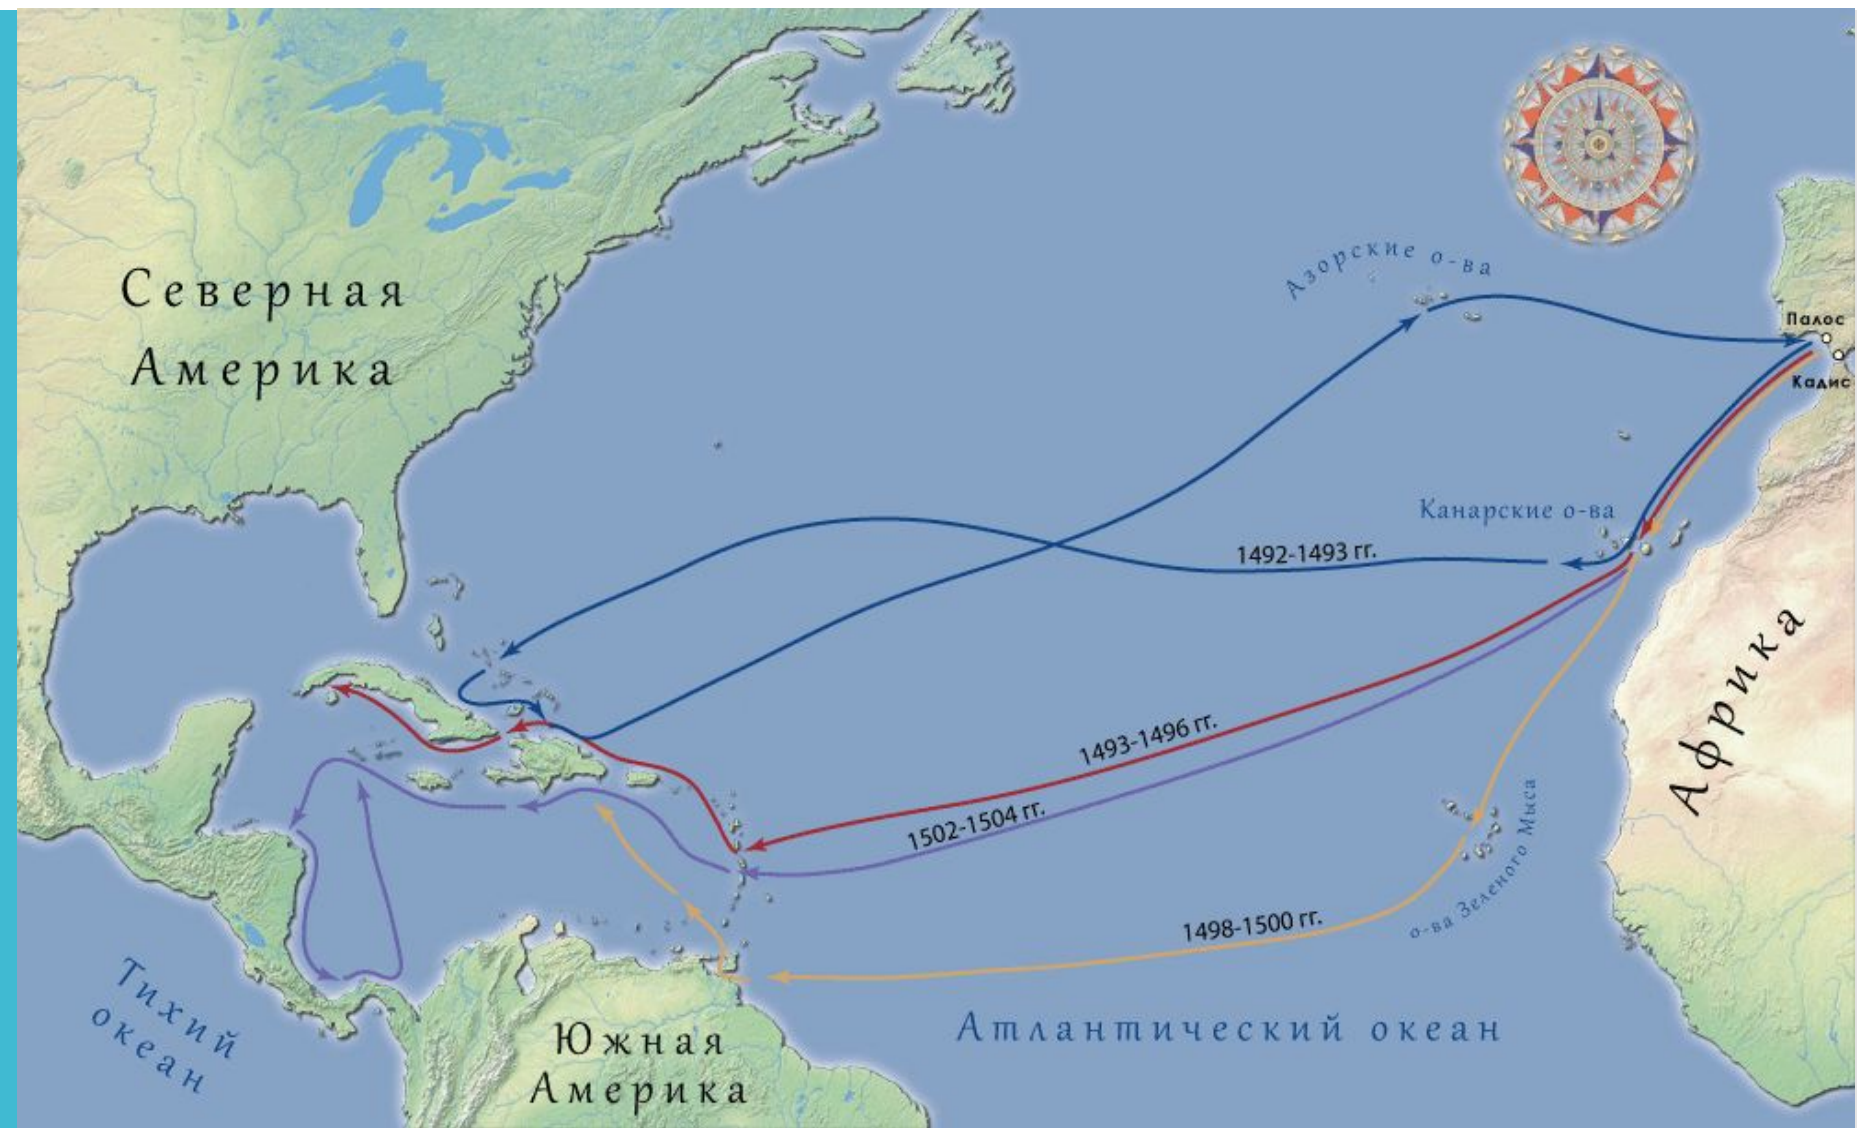 Северная
Америка
Азорские о-ва
Палос
Кадис
Канарские о-ва
1492-1493 гг.
Африка
1493-1496 гг.
1502-1504 гг.
о-ва Зеленого Мыса
1498-1500 гг.
Тихий
океан
Южная
Америка
Атлантический океан